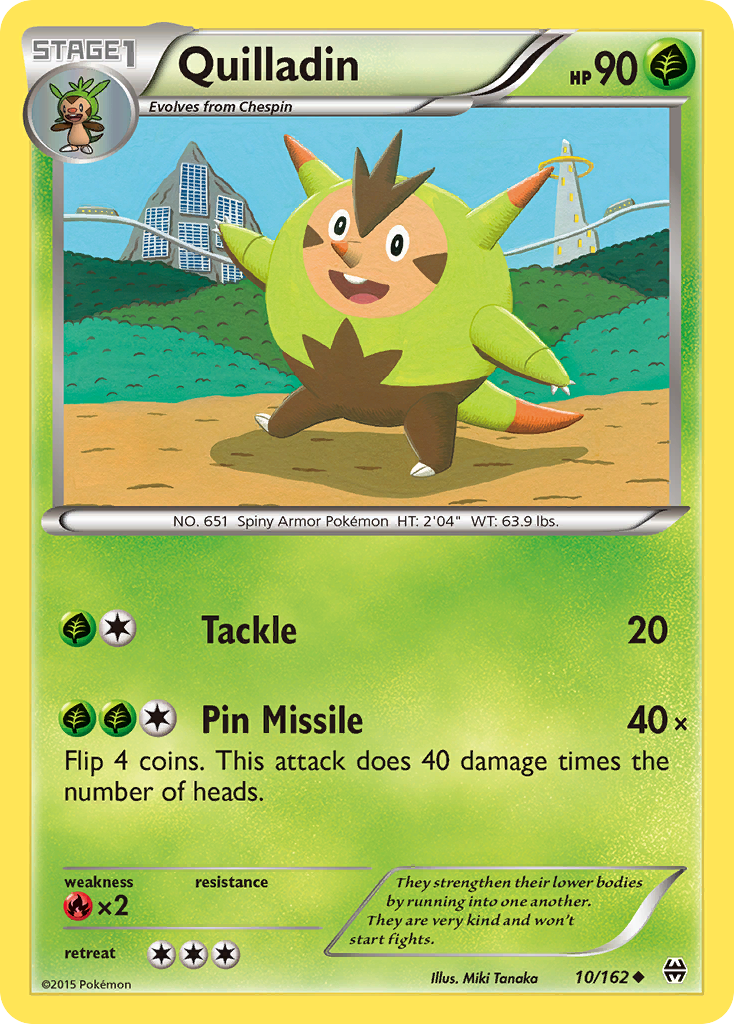 STAGE1
Quilladin
HP 90
Evolves from Chespin
NO. 651 Spiny Armor Pokémon HT: 2'04" WT: 63.9 lbs.
Tackle 20
Pin Missile 40×
Flip 4 coins. This attack does 40 damage times the
number of heads.
weakness resistance
×2
retreat
They strengthen their lower bodies
by running into one another.
They are very kind and won't
start fights.
©2015 Pokémon
Illus. Miki Tanaka 10/162